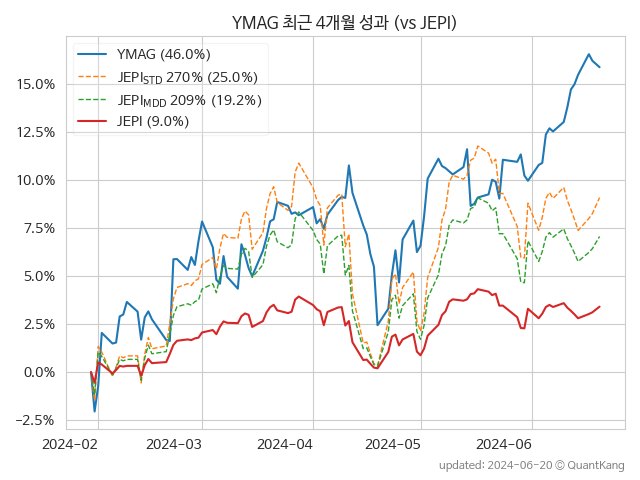 YMAG 최근 4개월 성과 (vs JEPI)
YMAG (46.0%)
JEPI_STD 270% (25.0%)
JEPI_MDD 209% (19.2%)
JEPI (9.0%)
15.0%
12.5%
10.0%
7.5%
5.0%
2.5%
0.0%
−2.5%
2024-02 2024-03 2024-04 2024-05 2024-06
updated: 2024-06-20 © QuantKang